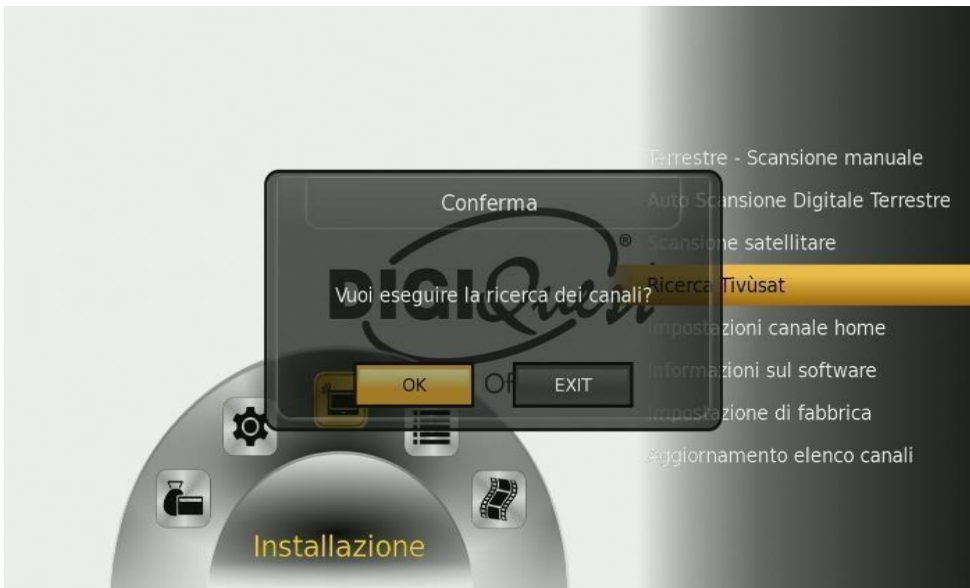 Terrestre - Scansione manuale
Auto Scansione Digitale Terrestre
Scansione satellitare
Ricerca Tivùsat
Impostazioni canale home
Informazioni sul software
Impostazione di fabbrica
Aggiornamento elenco canali
Conferma
DIGIQuest ®
Vuoi eseguire la ricerca dei canali?
OK
EXIT
Installazione